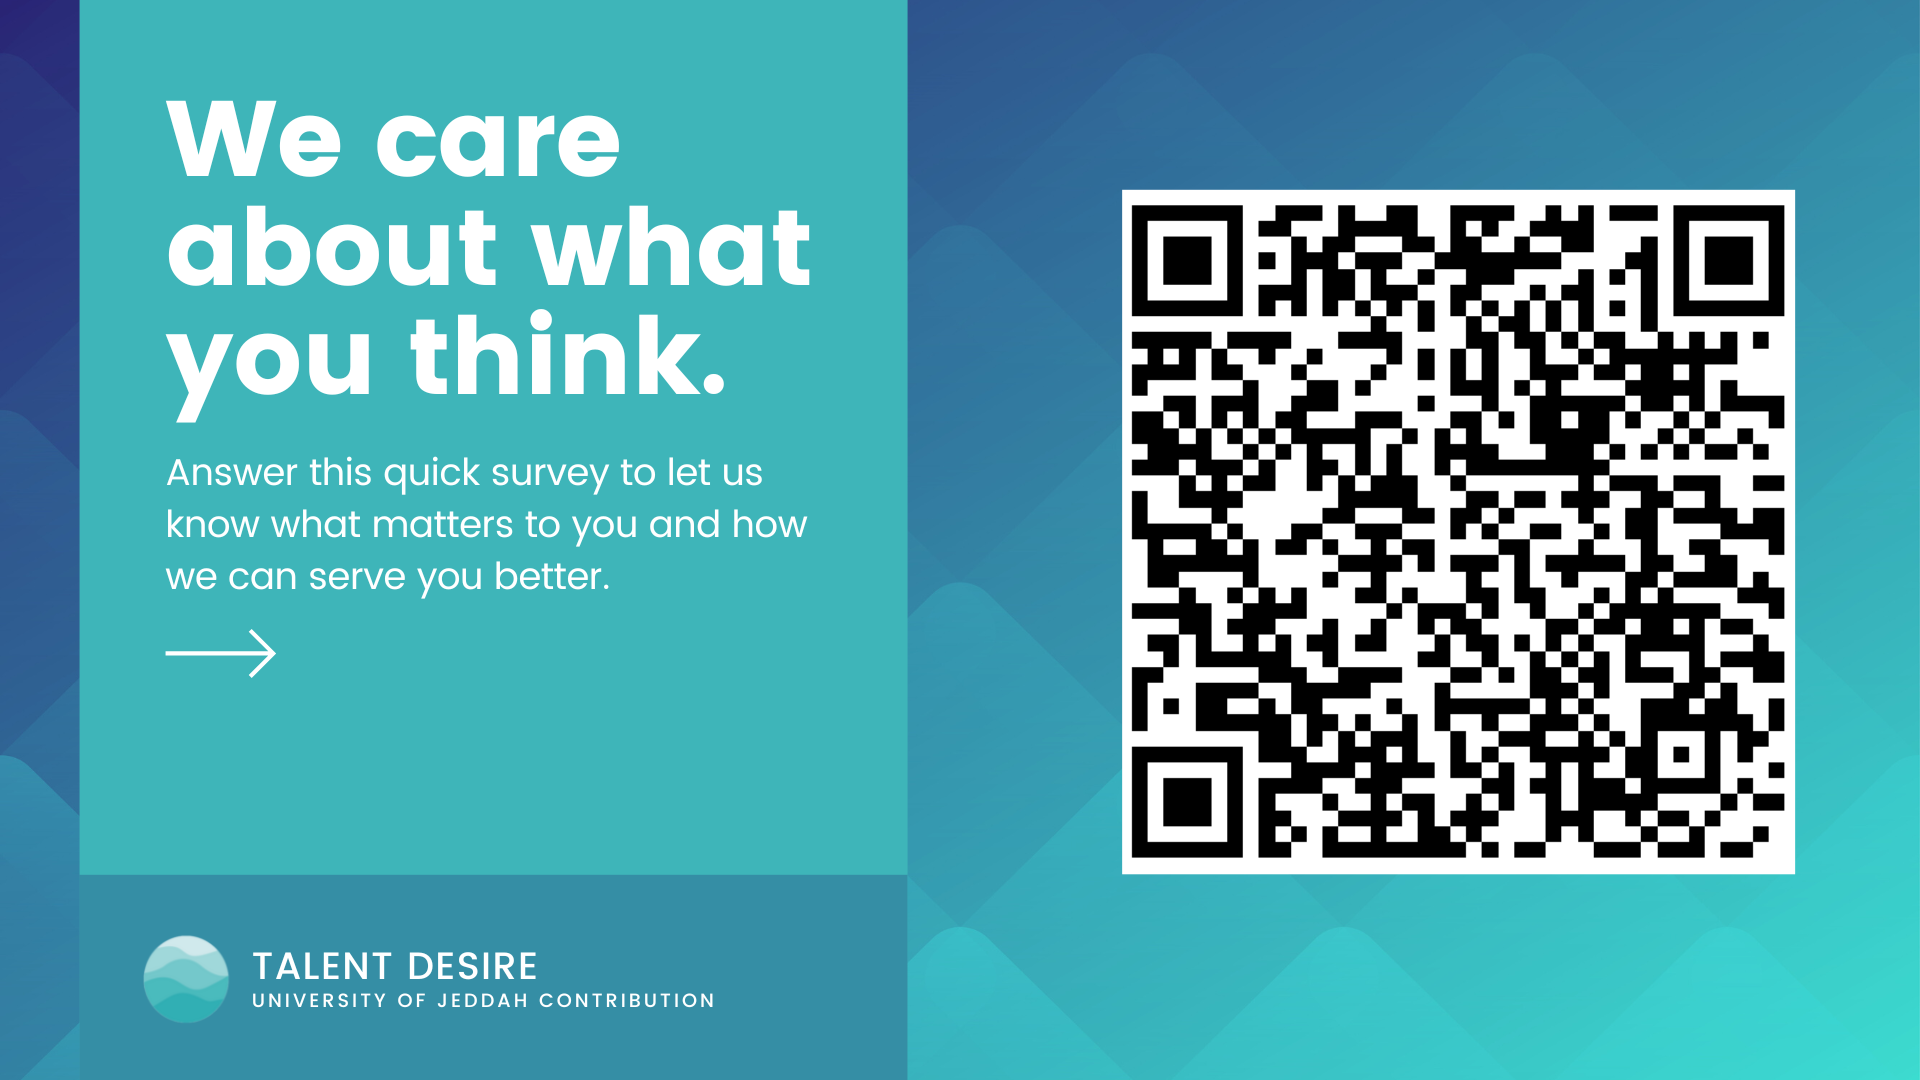 We care
about what
you think.
Answer this quick survey to let us
know what matters to you and how
we can serve you better.
TALENT DESIRE
UNIVERSITY OF JEDDAH CONTRIBUTION